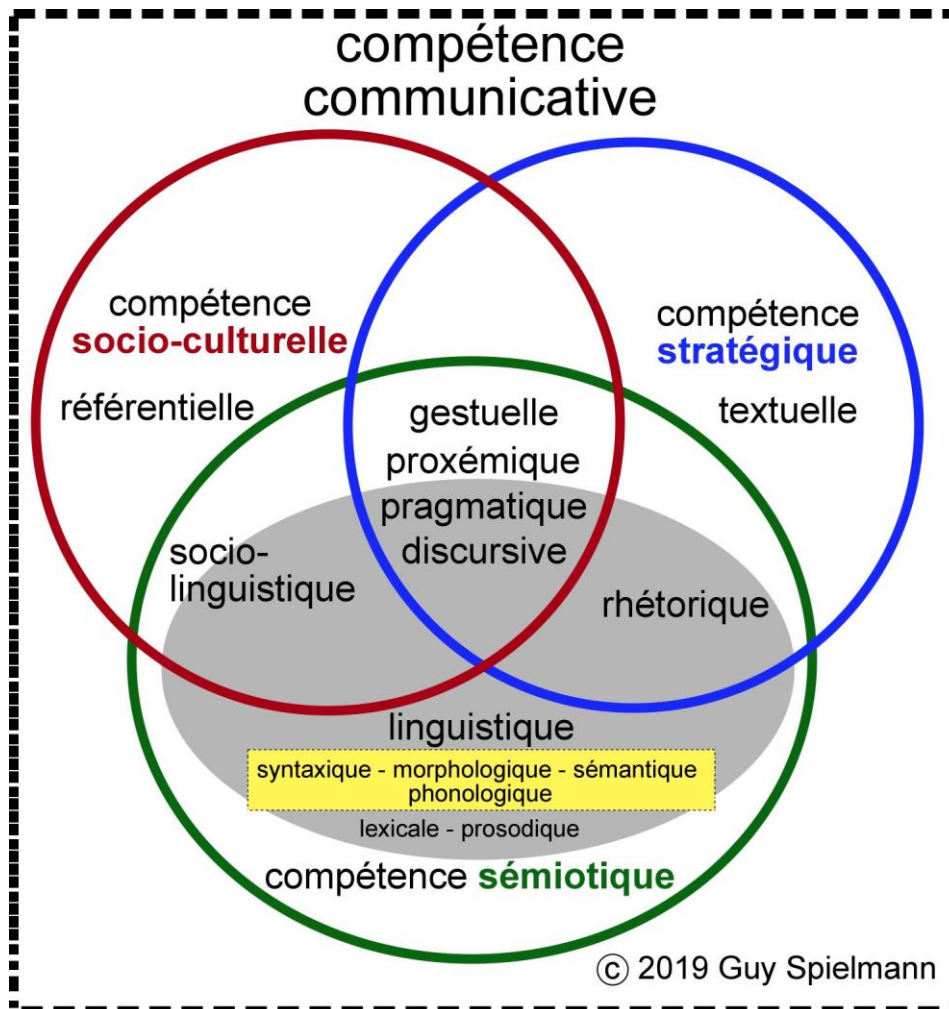 compétence
communicative
compétence
socio-culturelle
référentielle
compétence
stratégique
textuelle
gestuelle
proxémique
pragmatique
discursive
socio-
linguistique
rhétorique
linguistique
syntaxique - morphologique - sémantique
phonologique
lexicale - prosodique
compétence sémiotique
© 2019 Guy Spielmann